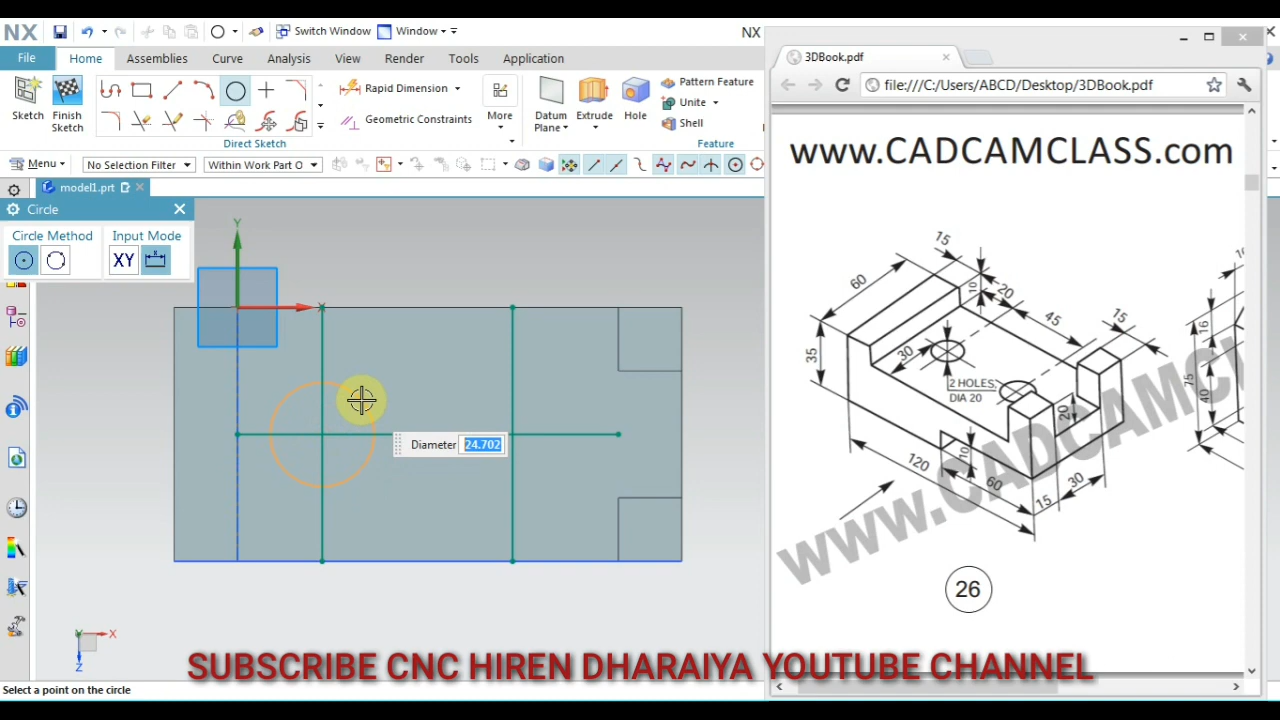 NX
Switch Window
Window
NX
File
Home
Assemblies
Curve
Analysis
View
Render
Tools
Application
Sketch
Finish
Sketch
Rapid Dimension
Geometric Constraints
More
Direct Sketch
Datum
Plane
Extrude
Hole
Pattern Feature
Unite
Shell
Feature
Menu
No Selection Filter
Within Work Part O
model1.prt
Circle
Circle Method
Input Mode
XY
Y
X
Diameter
24.702
Y
X
Z
Select a point on the circle
3DBook.pdf
file:///C:/Users/ABCD/Desktop/3DBook.pdf
www.CADCAMCLASS.com
15
60
10
20
45
15
35
30
2 HOLES
DIA 20
20
10
120
60
15
30
16
75
40
26
SUBSCRIBE CNC HIREN DHARAIYA YOUTUBE CHANNEL